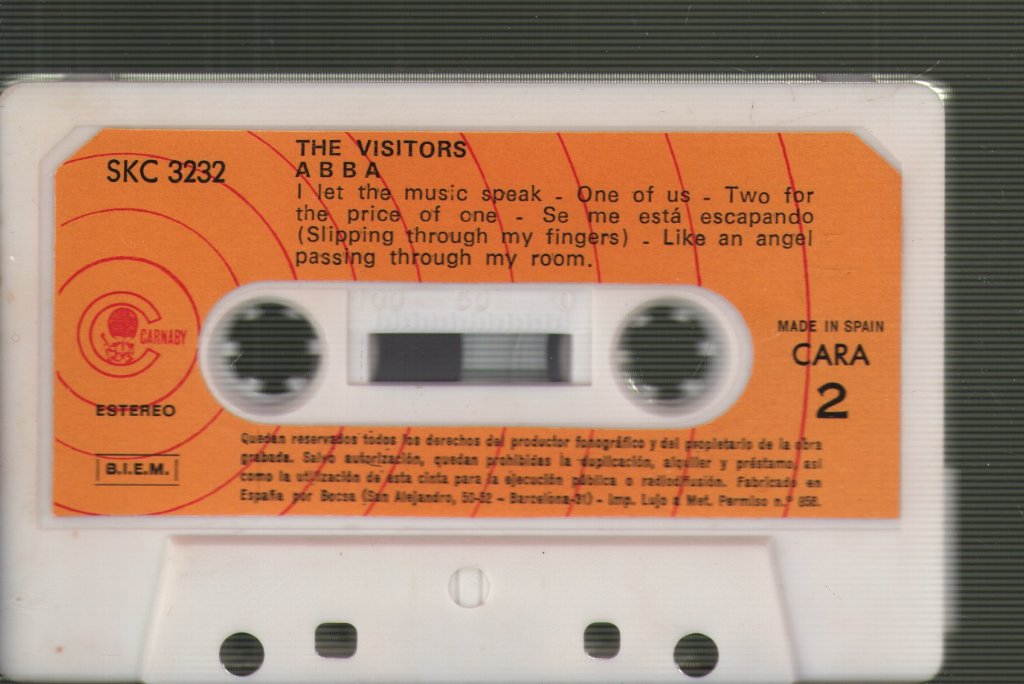 SKC 3232
THE VISITORS
ABBA
I let the music speak - One of us - Two for
the price of one - Se me está escapando
(Slipping through my fingers) - Like an angel
passing through my room.
100 50 0
CARNABY
MADE IN SPAIN
CARA
2
ESTEREO
B.I.E.M.
Quedan reservados todos los derechos del productor fonográfico y del propietario de la obra
grabada. Salvo autorización, quedan prohibidas la duplicación, alquiler y préstamo, así
como la utilización de ésta cinta para la ejecución pública o radiodifusión. Fabricado en
España por Becsa (San Alejandro, 50-52 - Barcelona-31) - Imp. Lujo a Met. Permiso n.º 856.